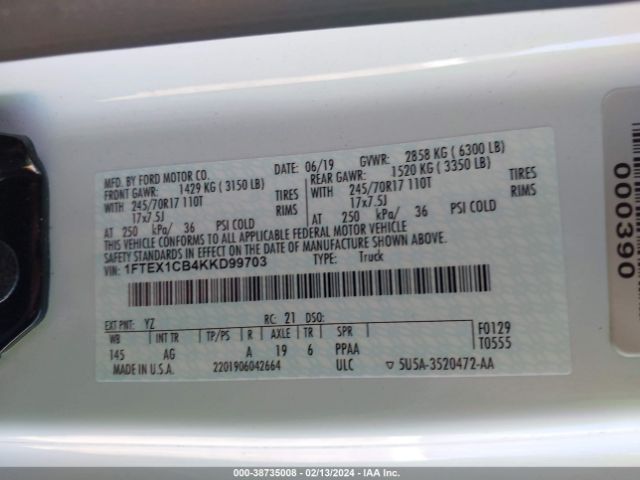 MFD. BY FORD MOTOR CO.
DATE: 06/19 GVWR: 2858 KG ( 6300 LB)
FRONT GAWR: 1429 KG ( 3150 LB)
REAR GAWR: 1520 KG ( 3350 LB)
WITH 245/70R17 110T TIRES
WITH 245/70R17 110T TIRES
17x7.5J RIMS
17x7.5J RIMS
AT 250 kPa/ 36 PSI COLD
AT 250 kPa/ 36 PSI COLD
THIS VEHICLE CONFORMS TO ALL APPLICABLE FEDERAL MOTOR VEHICLE
SAFETY STANDARDS IN EFFECT ON THE DATE OF MANUFACTURE SHOWN ABOVE.
VIN: 1FTEX1CB4KKD99703 TYPE: Truck
EXT PNT: YZ RC: 21 DSO:
WB INT TR TP/PS R AXLE TR SPR F0129
145 AG A 19 6 PPAA T0555
MADE IN U.S.A. 2201906042664 ULC ▽ 5U5A-3520472-AA
000390
000-38735008 - 02/13/2024 - IAA Inc.